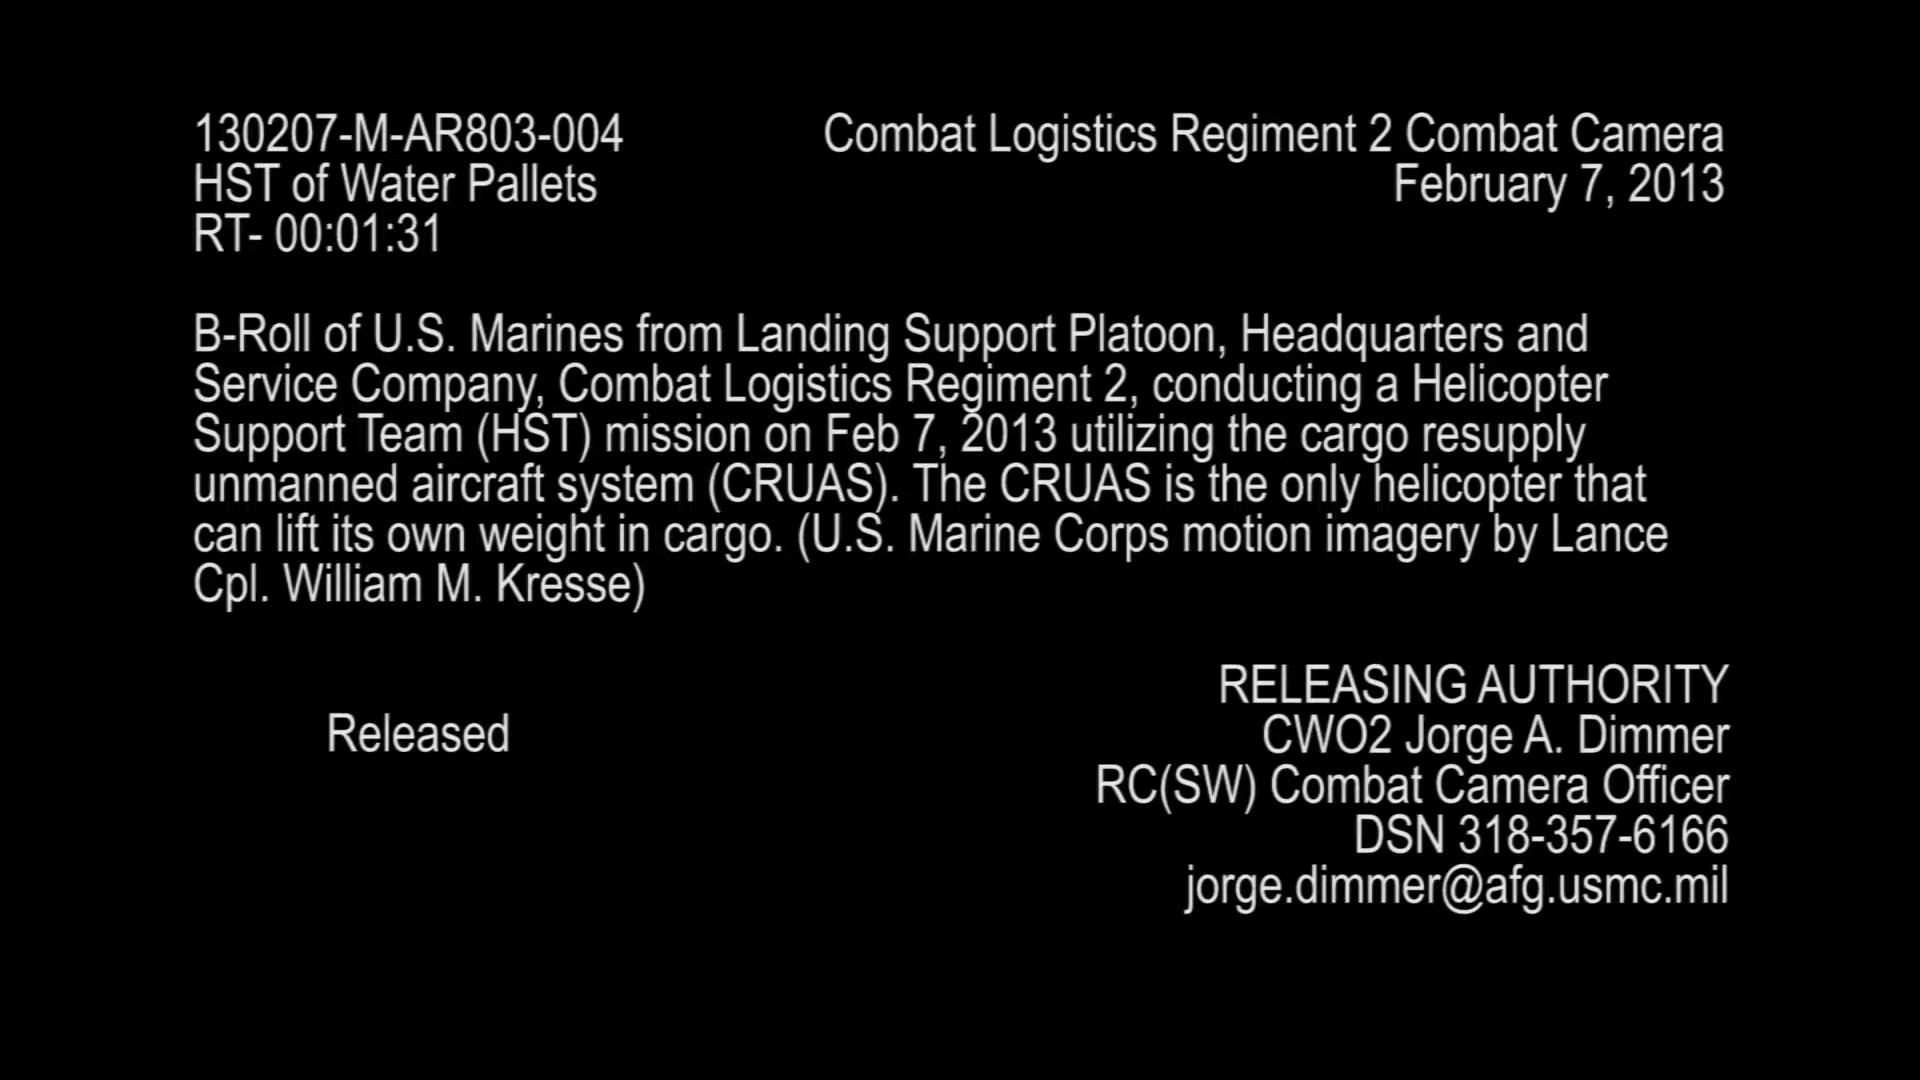 130207-M-AR803-004
Combat Logistics Regiment 2 Combat Camera
HST of Water Pallets
February 7, 2013
RT- 00:01:31
B-Roll of U.S. Marines from Landing Support Platoon, Headquarters and
Service Company, Combat Logistics Regiment 2, conducting a Helicopter
Support Team (HST) mission on Feb 7, 2013 utilizing the cargo resupply
unmanned aircraft system (CRUAS). The CRUAS is the only helicopter that
can lift its own weight in cargo. (U.S. Marine Corps motion imagery by Lance
Cpl. William M. Kresse)
Released
RELEASING AUTHORITY
CWO2 Jorge A. Dimmer
RC(SW) Combat Camera Officer
DSN 318-357-6166
jorge.dimmer@afg.usmc.mil